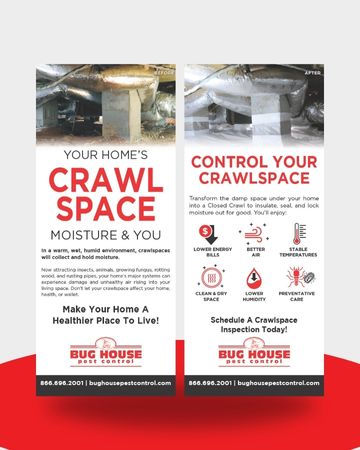 BEFORE
YOUR HOME'S
CRAWL
SPACE
MOISTURE & YOU
In a warm, wet, humid environment, crawlspaces
will collect and hold moisture.
Now attracting insects, animals, growing fungus, rotting
wood, and rusting pipes, your home's major systems can
experience damage and unhealthy air rising into your
living space. Don't let your crawlspace affect your home,
health, or wallet.
Make Your Home A
Healthier Place To Live!
BUG HOUSE
pest control
866.696.2001 | bughousepestcontrol.com
AFTER
CONTROL YOUR
CRAWLSPACE
Transform the damp space under your home
into a Closed Crawl to insulate, seal, and lock
moisture out for good. You'll enjoy:
$
LOWER ENERGY
BILLS
BETTER
AIR
STABLE
TEMPERATURES
CLEAN & DRY
SPACE
LOWER
HUMIDITY
PREVENTATIVE
CARE
Schedule A Crawlspace
Inspection Today!
BUG HOUSE
pest control
866.696.2001 | bughousepestcontrol.com